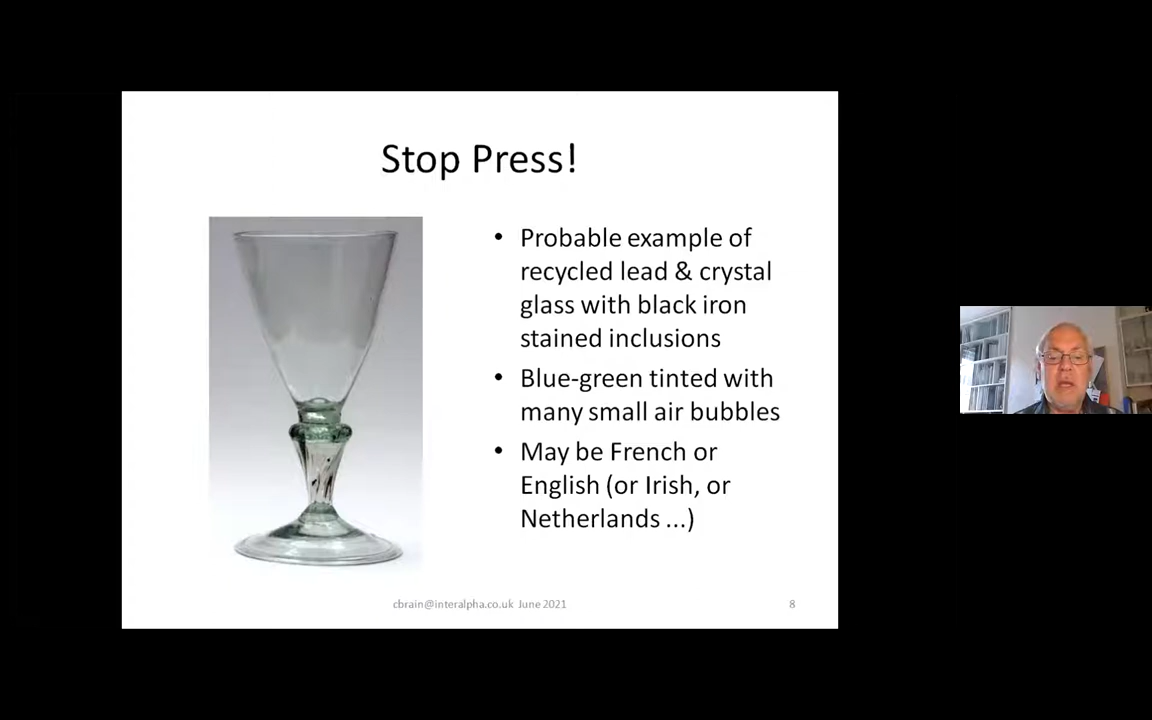 Stop Press!
• Probable example of
recycled lead & crystal
glass with black iron
stained inclusions
• Blue-green tinted with
many small air bubbles
• May be French or
English (or Irish, or
Netherlands ...)
cbrain@interalpha.co.uk June 2021
8